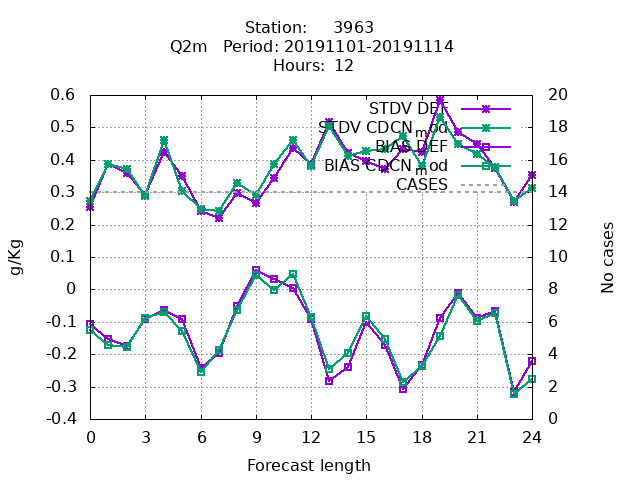 Station: 3963
Q2m Period: 20191101-20191114
Hours: 12
0.6
0.5
0.4
0.3
0.2
0.1
0
-0.1
-0.2
-0.3
-0.4
g/Kg
20
18
16
14
12
10
8
6
4
2
0
No cases
STDV DEF
STDV CDCN_mod
BIAS DEF
BIAS CDCN_mod
CASES
0 3 6 9 12 15 18 21 24
Forecast length